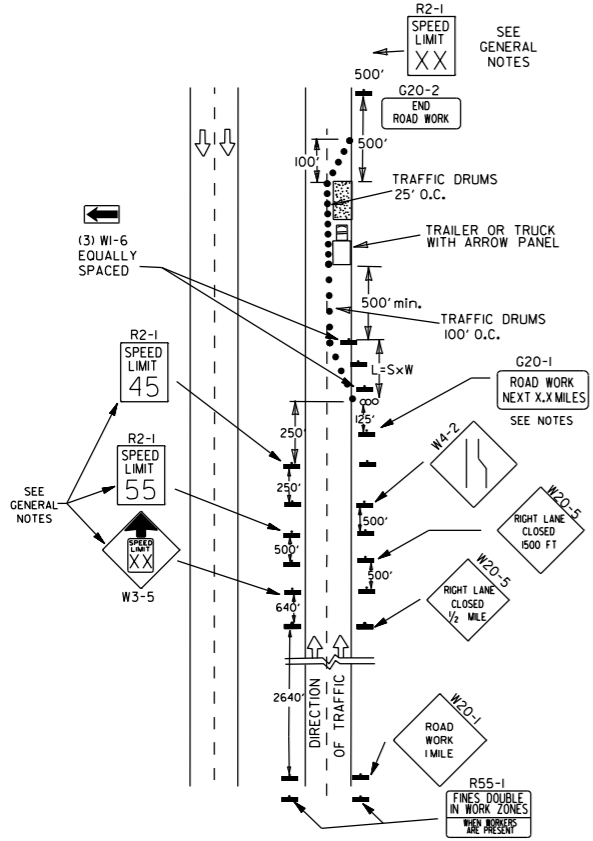 R2-1
SPEED
LIMIT
XX
SEE
GENERAL
NOTES
500'
G20-2
END
ROAD WORK
500'
100'
TRAFFIC DRUMS
25' O.C.
TRAILER OR TRUCK
WITH ARROW PANEL
(3) W1-6
EQUALLY
SPACED
500' min.
TRAFFIC DRUMS
100' O.C.
R2-1
SPEED
LIMIT
45
L=S×W
G20-1
ROAD WORK
NEXT X.X MILES
SEE NOTES
125'
250'
W4-2
R2-1
SPEED
LIMIT
55
250'
SEE
GENERAL
NOTES
500'
W20-5
RIGHT LANE
CLOSED
1500 FT
SPEED
LIMIT
XX
W3-5
500'
500'
W20-5
RIGHT LANE
CLOSED
1/2 MILE
640'
2640'
DIRECTION
OF TRAFFIC
W20-1
ROAD
WORK
1 MILE
R55-1
FINES DOUBLE
IN WORK ZONES
WHEN WORKERS
ARE PRESENT